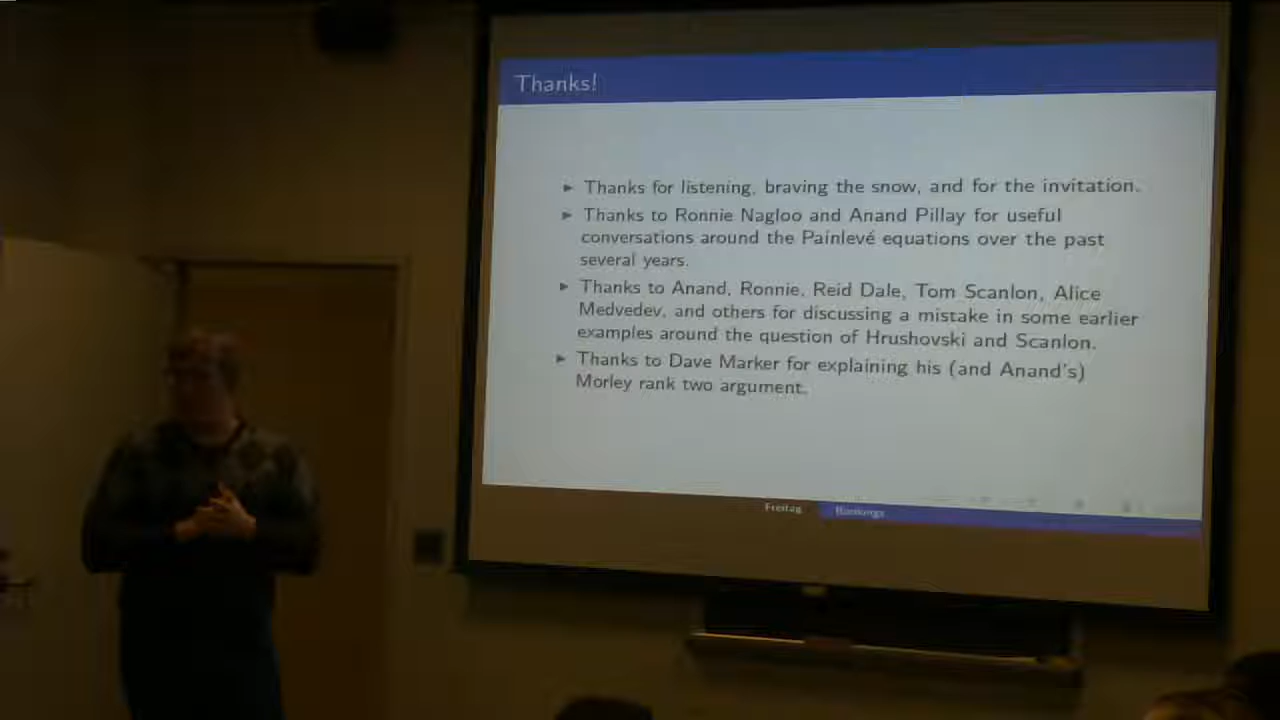 Thanks!
▶ Thanks for listening, braving the snow, and for the invitation.
▶ Thanks to Ronnie Nagloo and Anand Pillay for useful
conversations around the Painlevé equations over the past
several years.
▶ Thanks to Anand, Ronnie, Reid Dale, Tom Scanlon, Alice
Medvedev, and others for discussing a mistake in some earlier
examples around the question of Hrushovski and Scanlon.
▶ Thanks to Dave Marker for explaining his (and Anand's)
Morley rank two argument.
Freitag Rankings